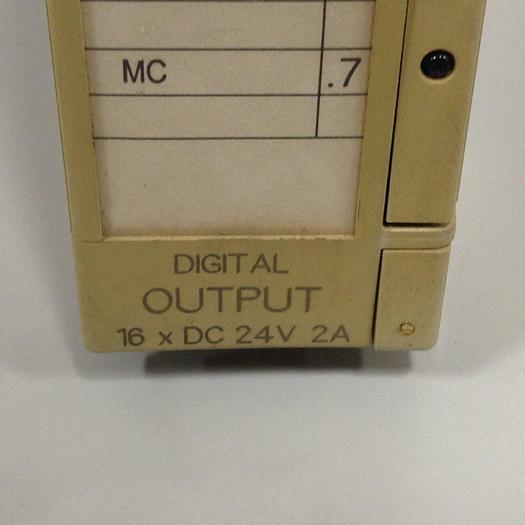 MC .7
DIGITAL
OUTPUT
16 x DC 24V 2A